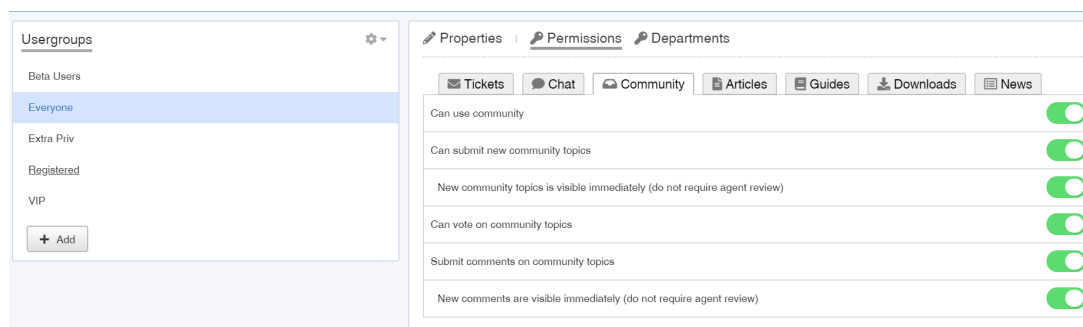 Usergroups
Beta Users
Everyone
Extra Priv
Registered
VIP
+ Add
Properties Permissions Departments
Tickets Chat Community Articles Guides Downloads News
Can use community
Can submit new community topics
New community topics is visible immediately (do not require agent review)
Can vote on community topics
Submit comments on community topics
New comments are visible immediately (do not require agent review)